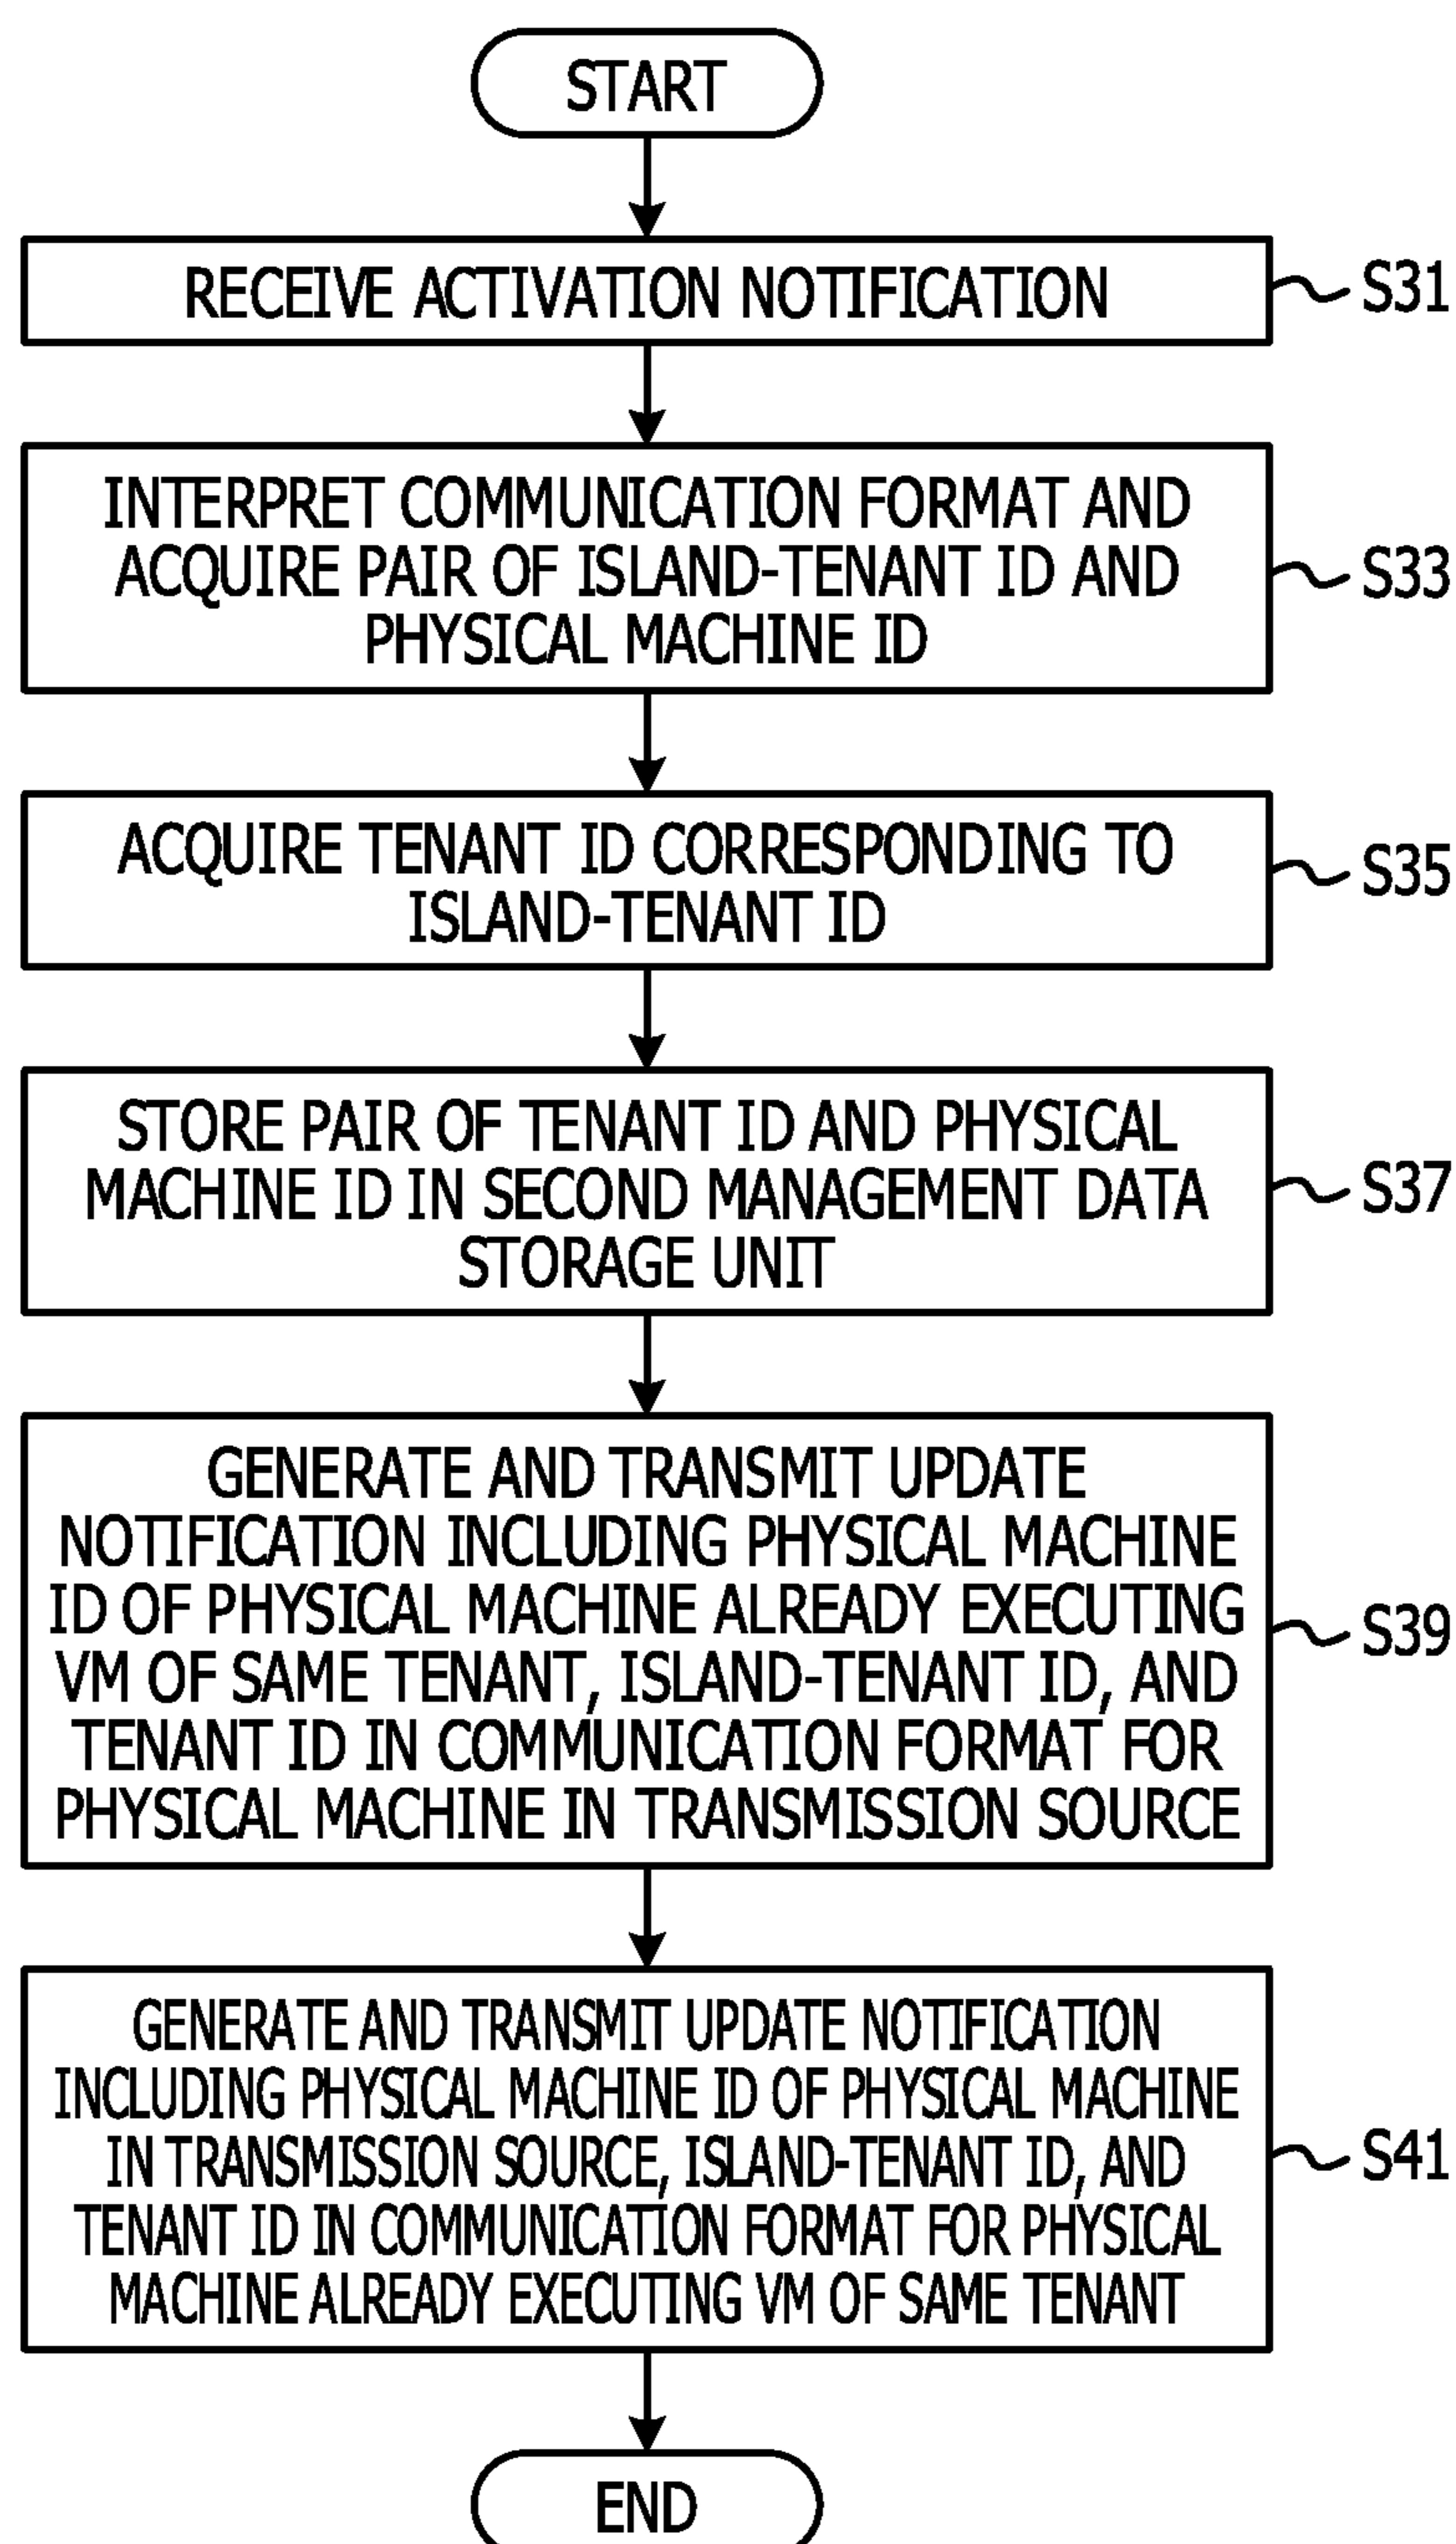 START
RECEIVE ACTIVATION NOTIFICATION
S31
INTERPRET COMMUNICATION FORMAT AND
ACQUIRE PAIR OF ISLAND-TENANT ID AND
PHYSICAL MACHINE ID
S33
ACQUIRE TENANT ID CORRESPONDING TO
ISLAND-TENANT ID
S35
STORE PAIR OF TENANT ID AND PHYSICAL
MACHINE ID IN SECOND MANAGEMENT DATA
STORAGE UNIT
S37
GENERATE AND TRANSMIT UPDATE
NOTIFICATION INCLUDING PHYSICAL MACHINE
ID OF PHYSICAL MACHINE ALREADY EXECUTING
VM OF SAME TENANT, ISLAND-TENANT ID, AND
TENANT ID IN COMMUNICATION FORMAT FOR
PHYSICAL MACHINE IN TRANSMISSION SOURCE
S39
GENERATE AND TRANSMIT UPDATE NOTIFICATION
INCLUDING PHYSICAL MACHINE ID OF PHYSICAL MACHINE
IN TRANSMISSION SOURCE, ISLAND-TENANT ID, AND
TENANT ID IN COMMUNICATION FORMAT FOR PHYSICAL
MACHINE ALREADY EXECUTING VM OF SAME TENANT
S41
END